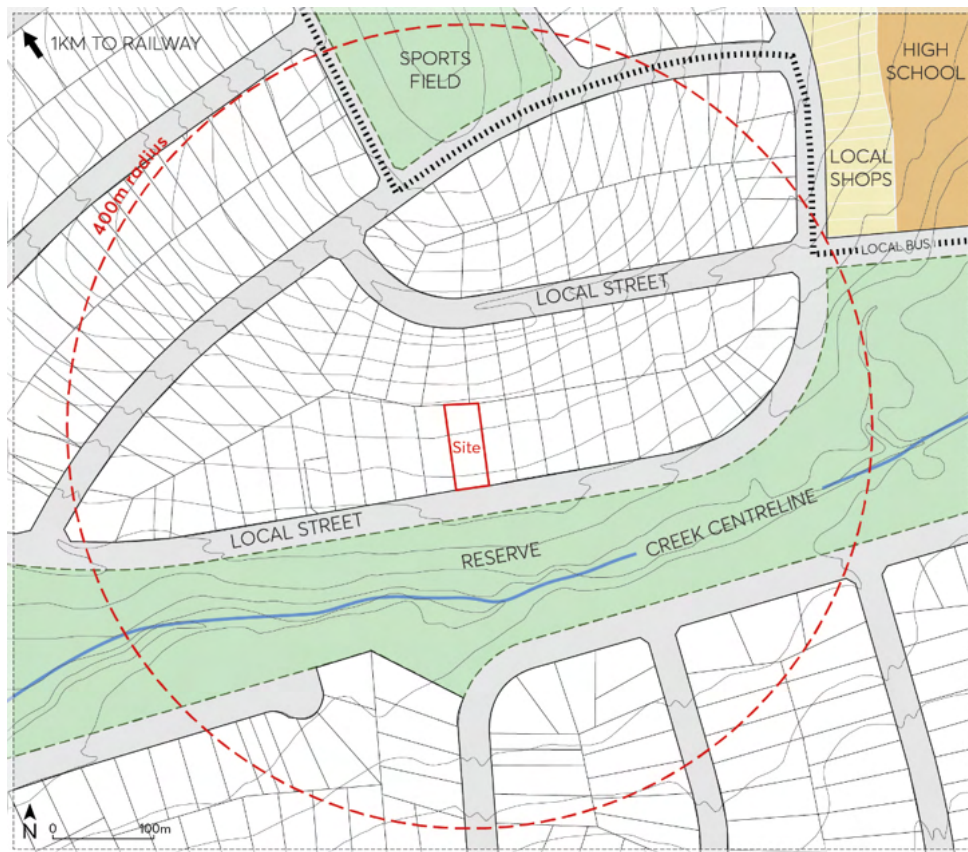 1KM TO RAILWAY
SPORTS
FIELD
HIGH
SCHOOL
400m radius
LOCAL
SHOPS
LOCAL BUS
LOCAL STREET
Site
LOCAL STREET
RESERVE
CREEK CENTRELINE
N
0 100m